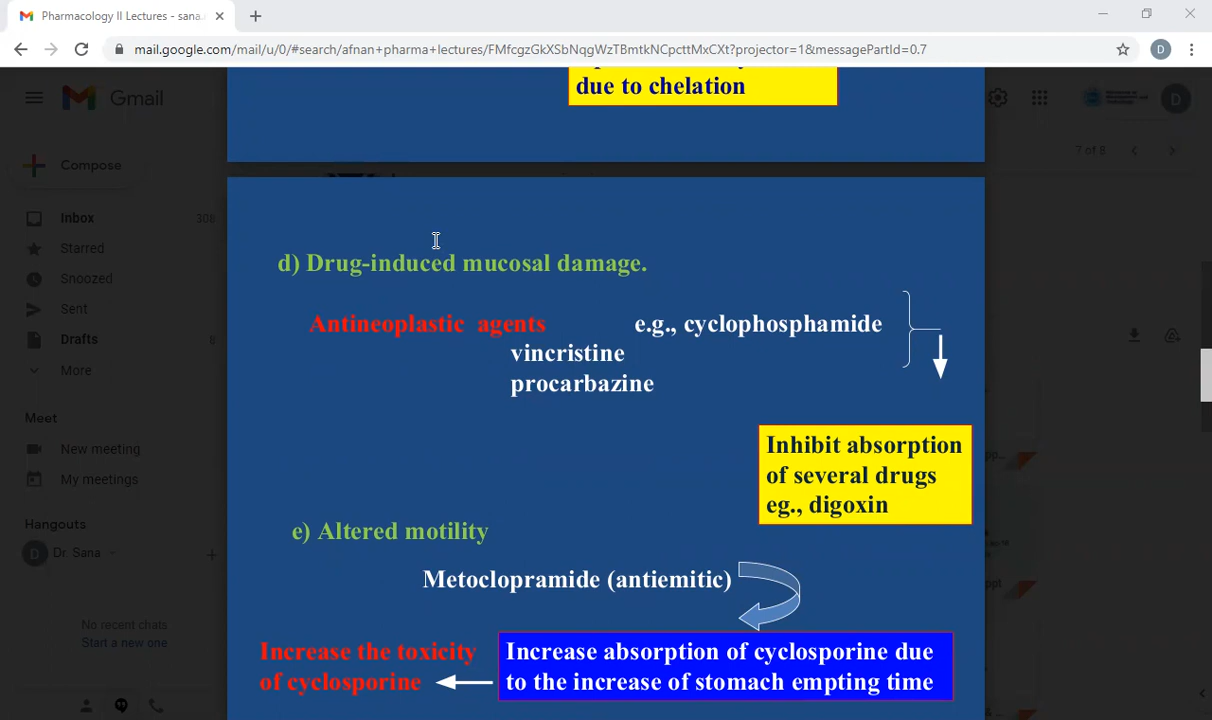 Pharmacology II Lectures - sana.
mail.google.com/mail/u/0/#search/afnan+pharma+lectures/FMfcgzGkXSbNqgWzTBmtkNCpcttMxCXt?projector=1&messagePartId=0.7
D
due to chelation
Gmail
D
Compose
7 of 8
Inbox 308
Starred
Snoozed
Sent
Drafts
More
Meet
New meeting
My meetings
Hangouts
D Dr. Sana
No recent chats
Start a new one
d) Drug-induced mucosal damage.
Antineoplastic agents e.g., cyclophosphamide
vincristine
procarbazine
Inhibit absorption
of several drugs
eg., digoxin
e) Altered motility
Metoclopramide (antiemitic)
Increase the toxicity
of cyclosporine
Increase absorption of cyclosporine due
to the increase of stomach empting time